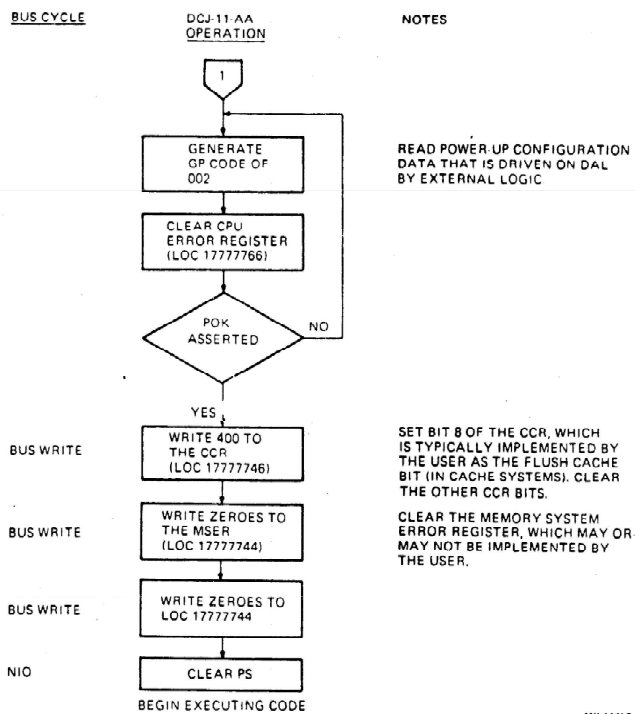 BUS CYCLE
DCJ-11-AA
OPERATION
NOTES
1
GENERATE
GP CODE OF
002
READ POWER-UP CONFIGURATION
DATA THAT IS DRIVEN ON DAL
BY EXTERNAL LOGIC
CLEAR CPU
ERROR REGISTER
(LOC 17777766)
POK
ASSERTED
NO
YES
BUS WRITE
WRITE 400 TO
THE CCR
(LOC 17777746)
SET BIT 8 OF THE CCR, WHICH
IS TYPICALLY IMPLEMENTED BY
THE USER AS THE FLUSH CACHE
BIT (IN CACHE SYSTEMS). CLEAR
THE OTHER CCR BITS.
BUS WRITE
WRITE ZEROES TO
THE MSER
(LOC 17777744)
CLEAR THE MEMORY SYSTEM
ERROR REGISTER, WHICH MAY OR
MAY NOT BE IMPLEMENTED BY
THE USER.
BUS WRITE
WRITE ZEROES TO
LOC 17777744
NIO
CLEAR PS
BEGIN EXECUTING CODE